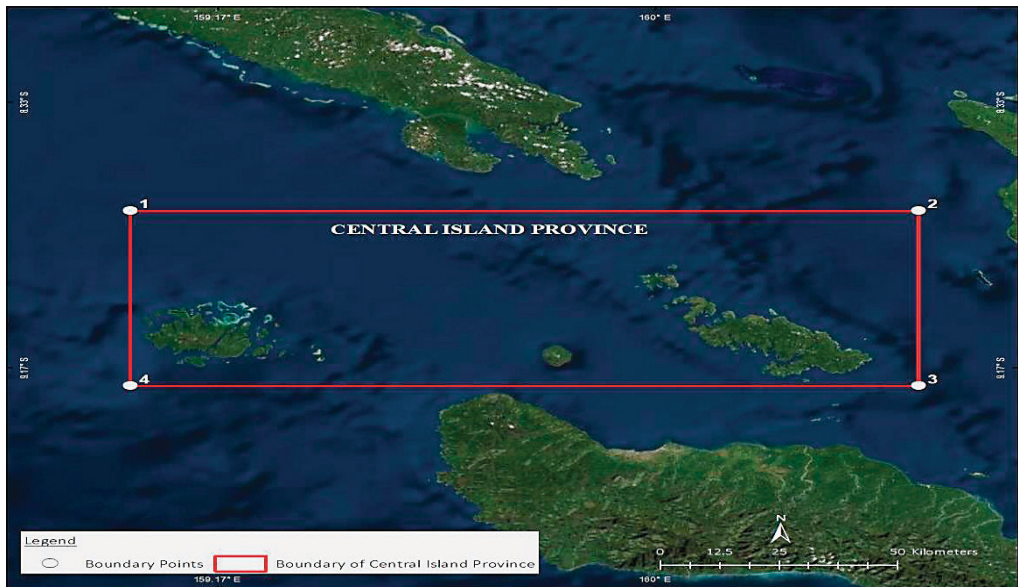 159.17° E 160° E
8.33° S 8.33° S
1 2
CENTRAL ISLAND PROVINCE
9.17° S 9.17° S
4 3
N
Legend
Boundary Points Boundary of Central Island Province
0 12.5 25 50 Kilometers
159.17° E 160° E